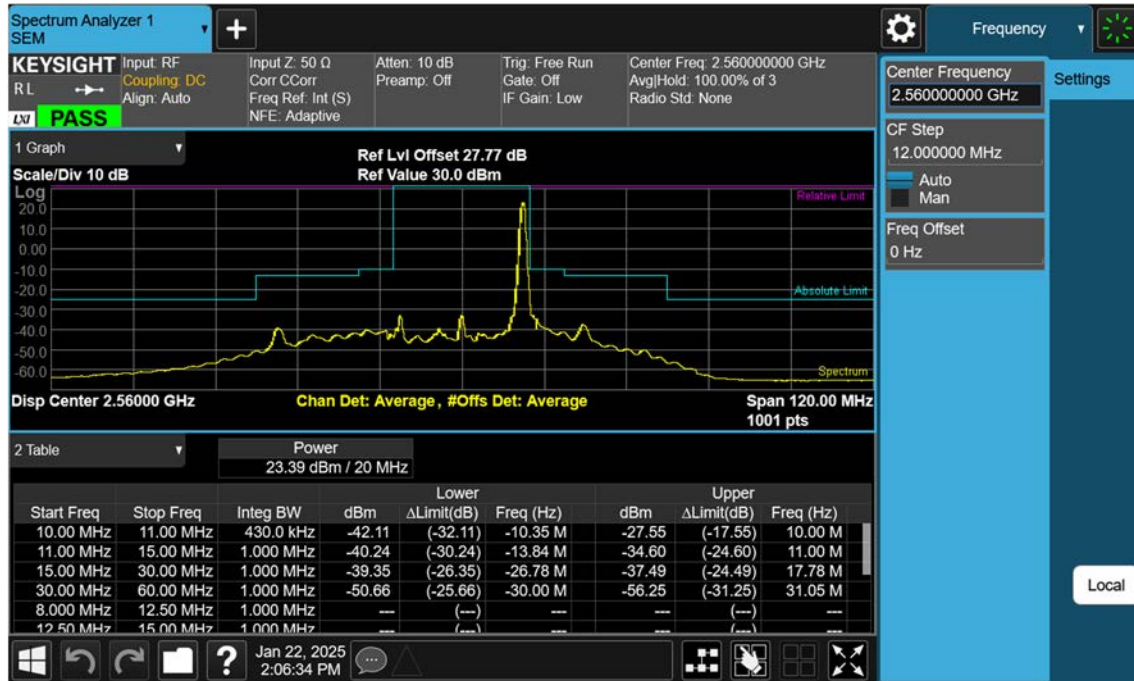 Spectrum Analyzer 1
SEM
Frequency
KEYSIGHT
RL
LXI
PASS
Input: RF
Coupling: DC
Align: Auto
Input Z: 50 Ω
Corr CCorr
Freq Ref: Int (S)
NFE: Adaptive
Atten: 10 dB
Preamp: Off
Trig: Free Run
Gate: Off
IF Gain: Low
Center Freq: 2.560000000 GHz
Avg|Hold: 100.00% of 3
Radio Std: None
Center Frequency
2.560000000 GHz
Settings
CF Step
12.000000 MHz
Auto
Man
Freq Offset
0 Hz
Local
1 Graph
Scale/Div 10 dB
Ref Lvl Offset 27.77 dB
Ref Value 30.0 dBm
Log
20.0
10.0
0.00
-10.0
-20.0
-30.0
-40.0
-50.0
-60.0
Relative Limit
Absolute Limit
Spectrum
Disp Center 2.56000 GHz
Chan Det: Average, #Offs Det: Average
Span 120.00 MHz
1001 pts
2 Table
Power
23.39 dBm / 20 MHz
Lower Upper
Start Freq Stop Freq Integ BW dBm ΔLimit(dB) Freq (Hz) dBm ΔLimit(dB) Freq (Hz)
10.00 MHz 11.00 MHz 430.0 kHz -42.11 (-32.11) -10.35 M -27.55 (-17.55) 10.00 M
11.00 MHz 15.00 MHz 1.000 MHz -40.24 (-30.24) -13.84 M -34.60 (-24.60) 11.00 M
15.00 MHz 30.00 MHz 1.000 MHz -39.35 (-26.35) -26.78 M -37.49 (-24.49) 17.78 M
30.00 MHz 60.00 MHz 1.000 MHz -50.66 (-25.66) -30.00 M -56.25 (-31.25) 31.05 M
8.000 MHz 12.50 MHz 1.000 MHz --- (---) --- --- (---) ---
12.50 MHz 15.00 MHz 1.000 MHz --- (---) --- --- (---) ---
Jan 22, 2025
2:06:34 PM